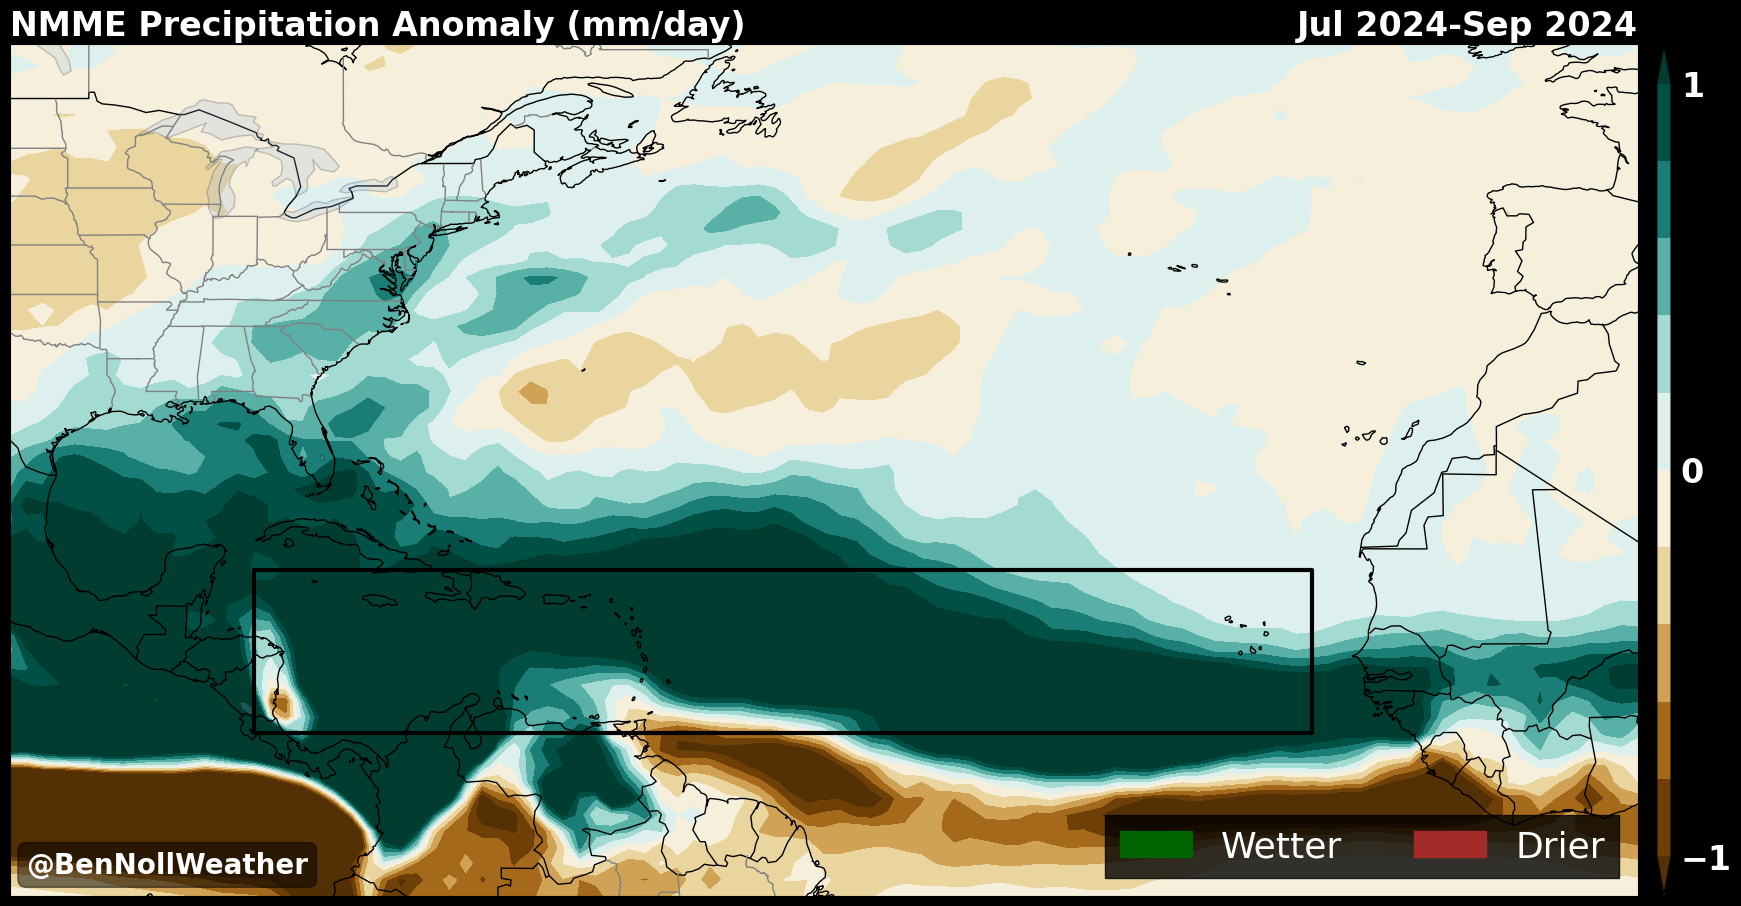 NMME Precipitation Anomaly (mm/day)
Jul 2024-Sep 2024
1
0
−1
Wetter
Drier
@BenNollWeather